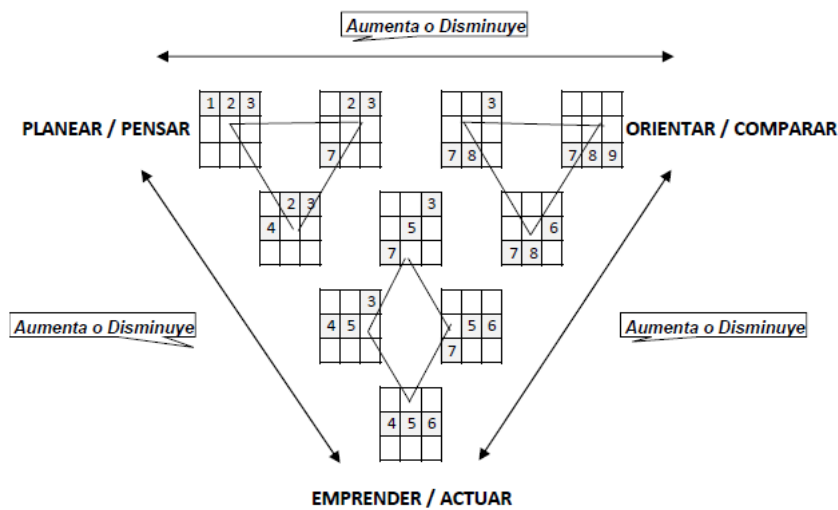 Aumenta o Disminuye
1 2 3
2 3
7
3
7 8
7 8 9
PLANEAR / PENSAR
ORIENTAR / COMPARAR
2 3
4
3
5
7
6
7 8
3
4 5
5 6
7
Aumenta o Disminuye
Aumenta o Disminuye
4 5 6
EMPRENDER / ACTUAR